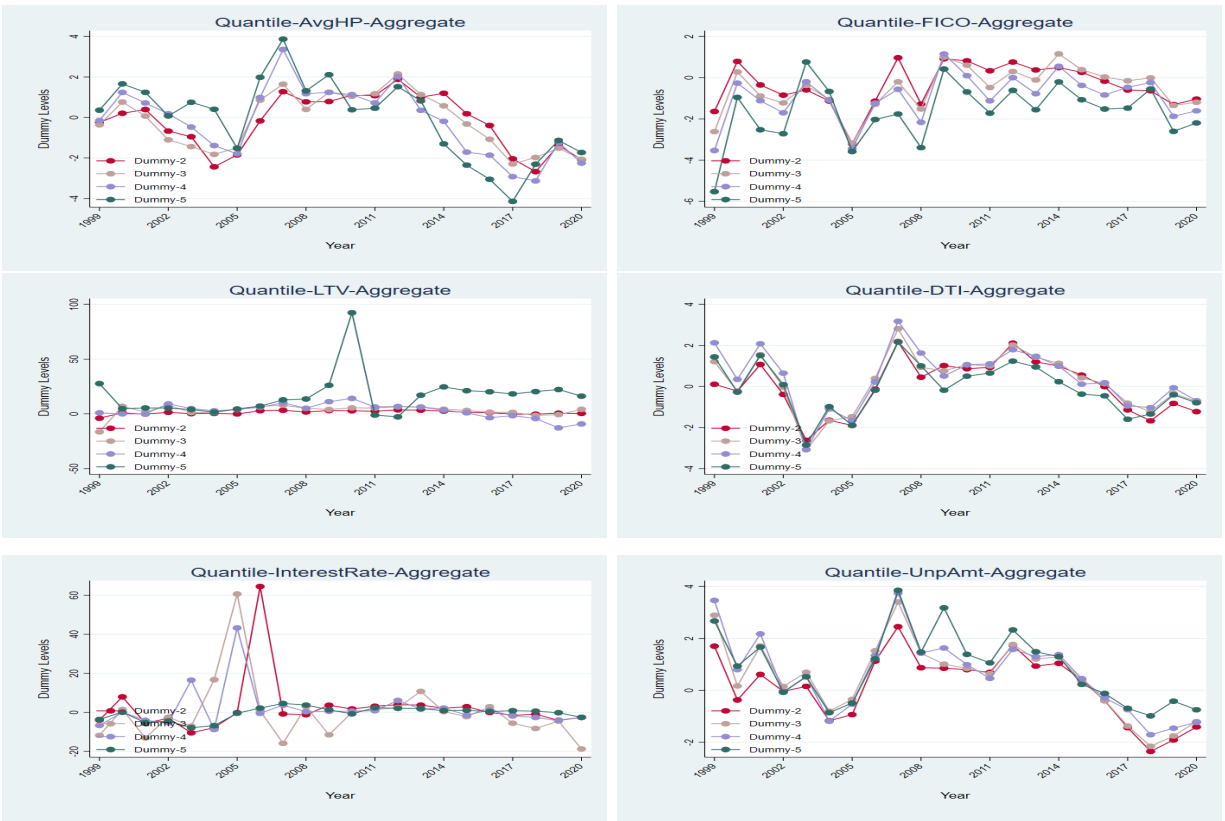 Quantile-AvgHP-Aggregate
Dummy Levels
4
2
0
-2
-4
Dummy-2
Dummy-3
Dummy-4
Dummy-5
1999
2002
2005
2008
2011
2014
2017
2020
Year
Quantile-FICO-Aggregate
Dummy Levels
2
0
-2
-4
-6
Dummy-2
Dummy-3
Dummy-4
Dummy-5
1999
2002
2005
2008
2011
2014
2017
2020
Year
Quantile-LTV-Aggregate
Dummy Levels
100
50
0
-50
Dummy-2
Dummy-3
Dummy-4
Dummy-5
1999
2002
2005
2008
2011
2014
2017
2020
Year
Quantile-DTI-Aggregate
Dummy Levels
4
2
0
-2
-4
Dummy-2
Dummy-3
Dummy-4
Dummy-5
1999
2002
2005
2008
2011
2014
2017
2020
Year
Quantile-InterestRate-Aggregate
Dummy Levels
60
40
20
0
-20
Dummy-2
Dummy-3
Dummy-4
Dummy-5
1999
2002
2005
2008
2011
2014
2017
2020
Year
Quantile-UnpAmt-Aggregate
Dummy Levels
4
2
0
-2
Dummy-2
Dummy-3
Dummy-4
Dummy-5
1999
2002
2005
2008
2011
2014
2017
2020
Year